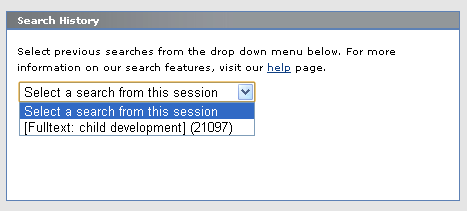 Search History
Select previous searches from the drop down menu below. For more
information on our search features, visit our help page.
Select a search from this session
Select a search from this session
[Fulltext: child development] (21097)